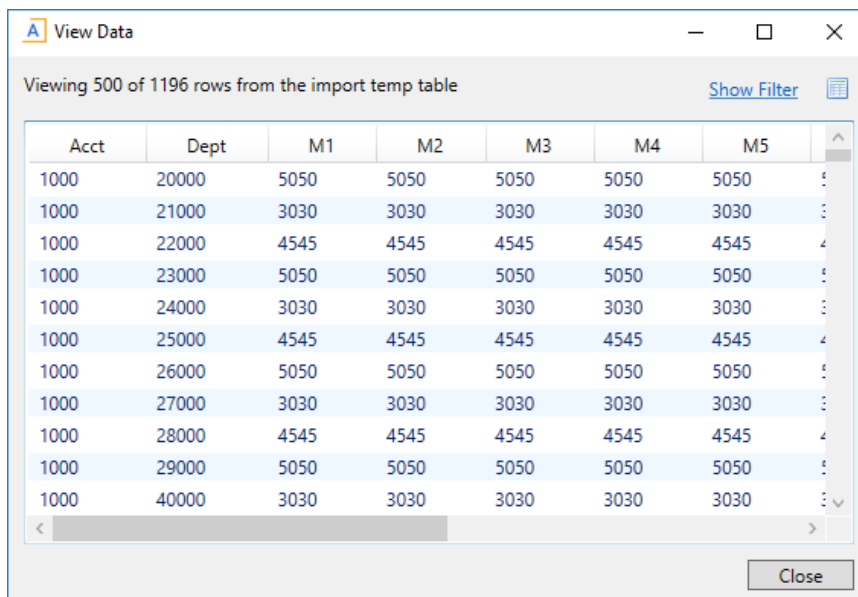 A View Data
Viewing 500 of 1196 rows from the import temp table Show Filter
Acct Dept M1 M2 M3 M4 M5
1000 20000 5050 5050 5050 5050 5050
1000 21000 3030 3030 3030 3030 3030
1000 22000 4545 4545 4545 4545 4545
1000 23000 5050 5050 5050 5050 5050
1000 24000 3030 3030 3030 3030 3030
1000 25000 4545 4545 4545 4545 4545
1000 26000 5050 5050 5050 5050 5050
1000 27000 3030 3030 3030 3030 3030
1000 28000 4545 4545 4545 4545 4545
1000 29000 5050 5050 5050 5050 5050
1000 40000 3030 3030 3030 3030 3030
Close